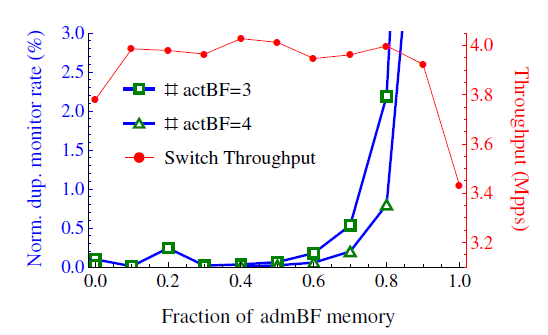 Norm. dup. monitor rate (%)
3.0
2.5
2.0
1.5
1.0
0.5
0.0
# actBF=3
# actBF=4
Switch Throughput
4.0
3.8
3.6
3.4
3.2
Throughput (Mpps)
0.0 0.2 0.4 0.6 0.8 1.0
Fraction of admBF memory